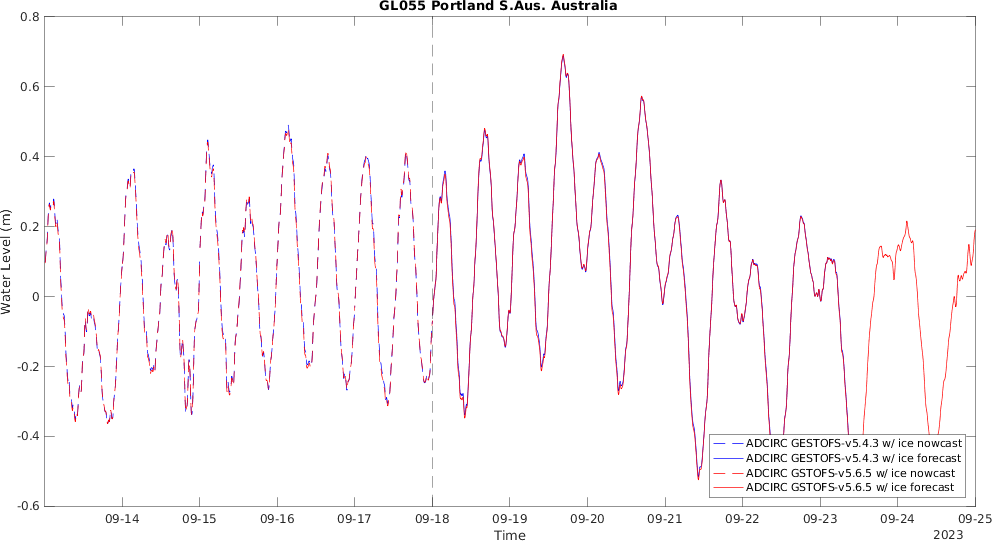 GL055 Portland S.Aus. Australia
0.8
0.6
0.4
0.2
0
-0.2
-0.4
-0.6
Water Level (m)
ADCIRC GESTOFS-v5.4.3 w/ ice nowcast
ADCIRC GESTOFS-v5.4.3 w/ ice forecast
ADCIRC GSTOFS-v5.6.5 w/ ice nowcast
ADCIRC GSTOFS-v5.6.5 w/ ice forecast
09-14 09-15 09-16 09-17 09-18 09-19 09-20 09-21 09-22 09-23 09-24 09-25
Time
2023